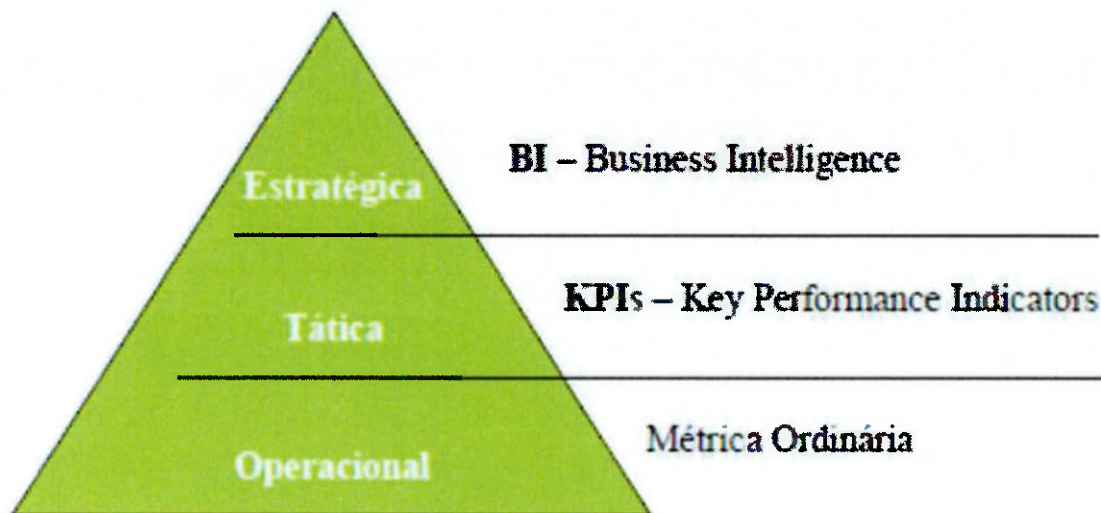 Estratégica
BI – Business Intelligence
Tática
KPIs – Key Performance Indicators
Operacional
Métrica Ordinária